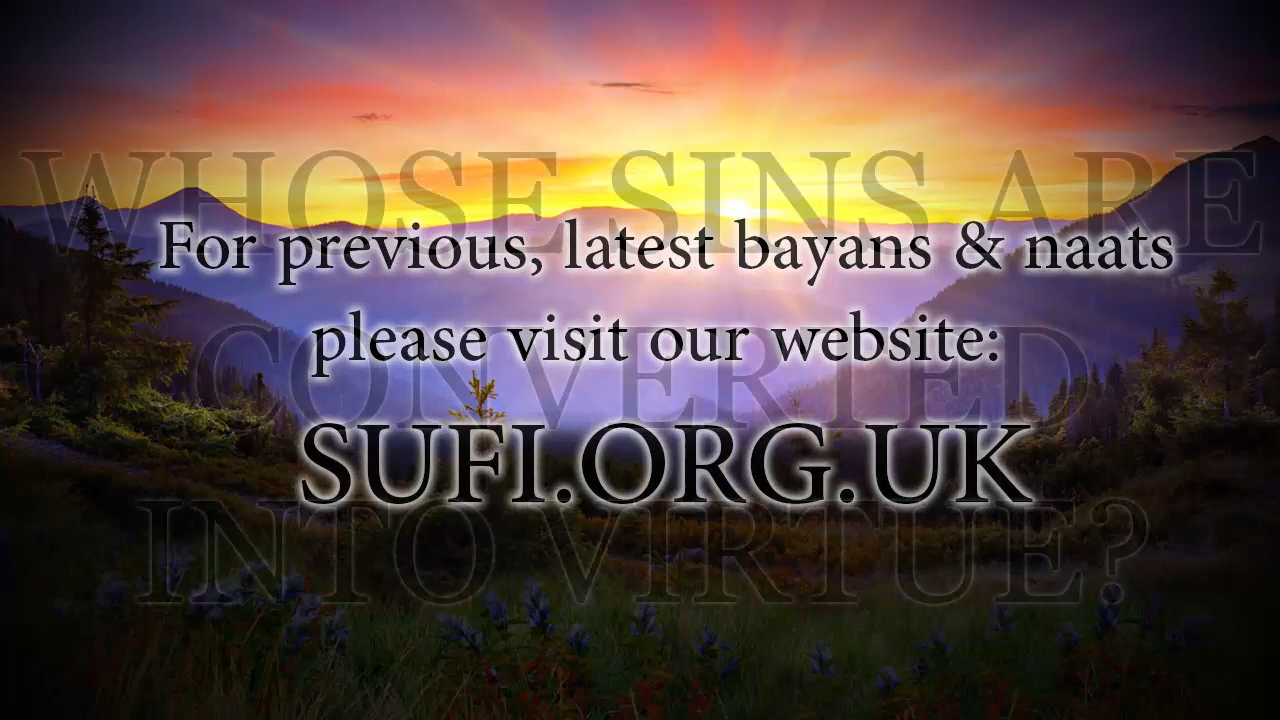 WHOSE SINS ARE
For previous, latest bayans & naats
please visit our website:
CONVERTED
SUFI.ORG.UK
INTO VIRTUE?